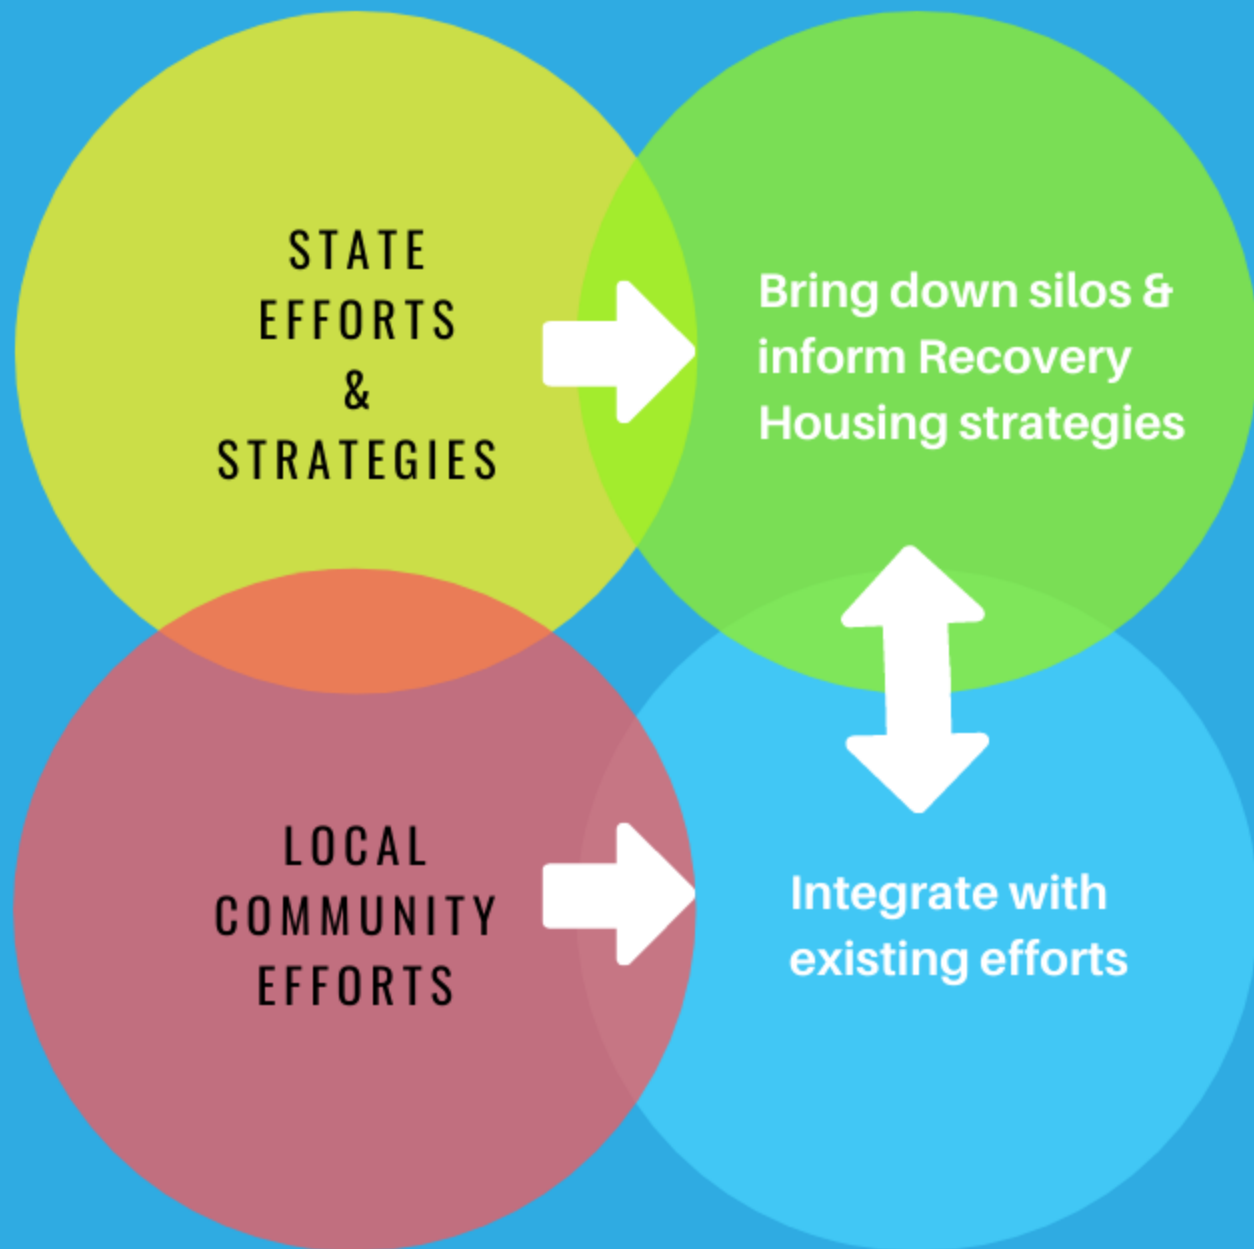 STATE
EFFORTS
&
STRATEGIES
Bring down silos &
inform Recovery
Housing strategies
LOCAL
COMMUNITY
EFFORTS
Integrate with
existing efforts